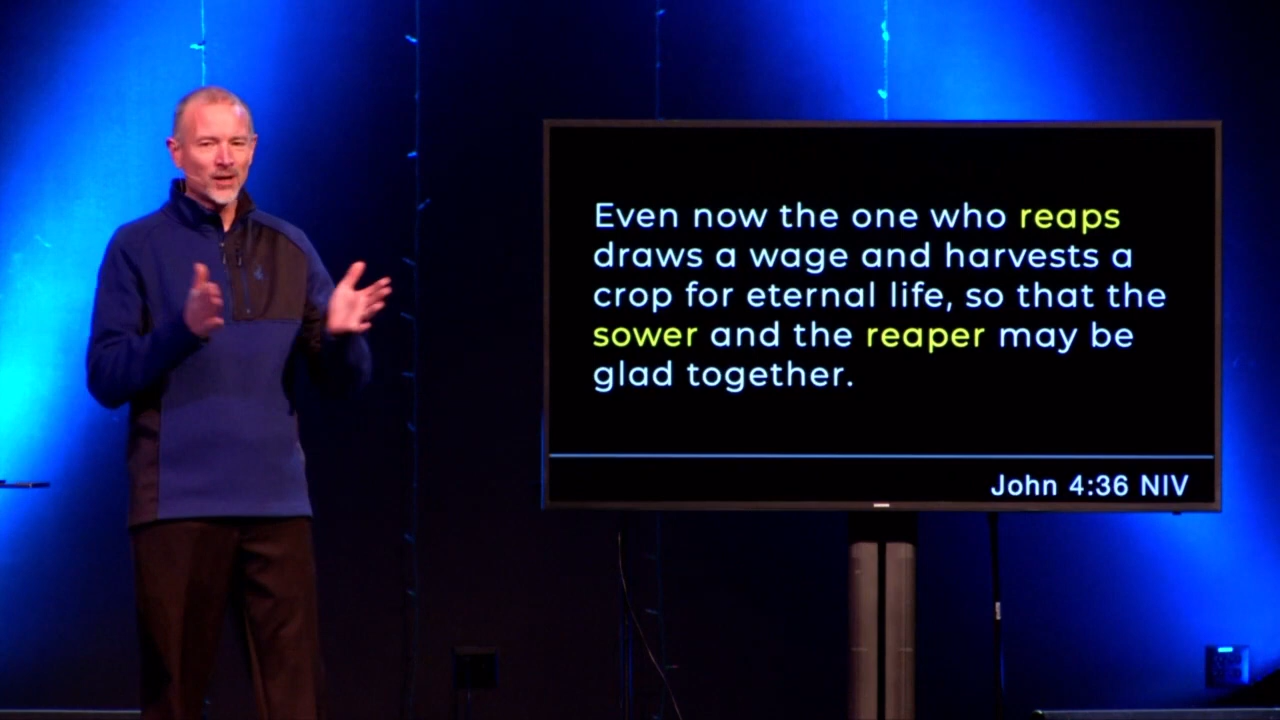 Even now the one who reaps
draws a wage and harvests a
crop for eternal life, so that the
sower and the reaper may be
glad together.
John 4:36 NIV